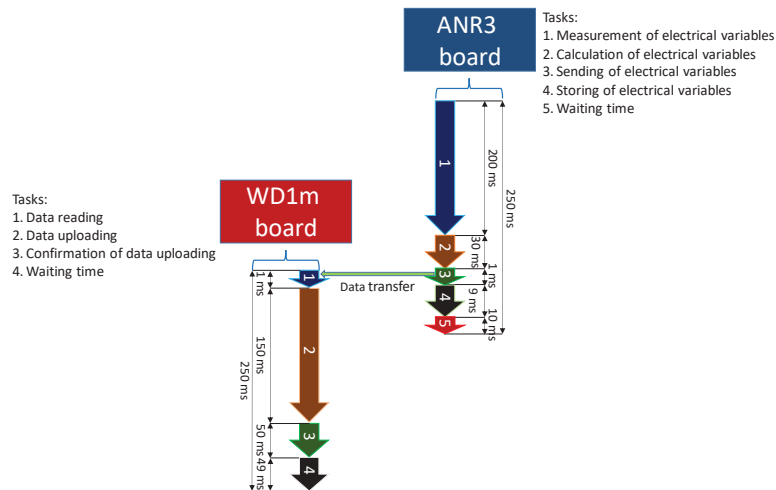 ANR3
board
Tasks:
1. Measurement of electrical variables
2. Calculation of electrical variables
3. Sending of electrical variables
4. Storing of electrical variables
5. Waiting time
1
200 ms
250 ms
2
30 ms
3
1 ms
4
9 ms
5
10 ms
Data transfer
WD1m
board
Tasks:
1. Data reading
2. Data uploading
3. Confirmation of data uploading
4. Waiting time
1
1 ms
2
150 ms
250 ms
3
50 ms
4
49 ms